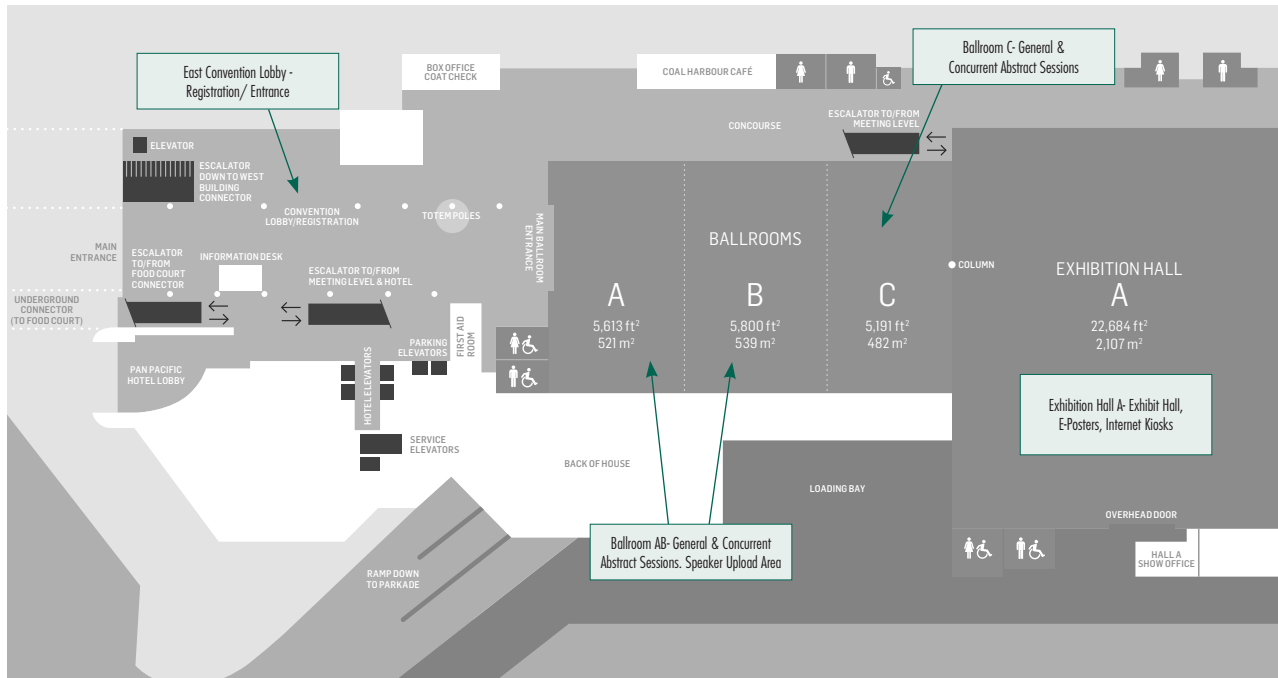 East Convention Lobby -
Registration/ Entrance
BOX OFFICE
COAT CHECK
COAL HARBOUR CAFÉ
Ballroom C- General &
Concurrent Abstract Sessions
ELEVATOR
ESCALATOR
DOWN TO WEST
BUILDING
CONNECTOR
CONCOURSE
ESCALATOR TO/FROM
MEETING LEVEL
CONVENTION
LOBBY/REGISTRATION
TOTEM POLES
MAIN BALLROOM
ENTRANCE
MAIN
ENTRANCE
ESCALATOR
TO/FROM
FOOD COURT
CONNECTOR
INFORMATION DESK
ESCALATOR TO/FROM
MEETING LEVEL & HOTEL
UNDERGROUND
CONNECTOR
(TO FOOD COURT)
BALLROOMS
A
5,613 ft²
521 m²
B
5,800 ft²
539 m²
C
5,191 ft²
482 m²
COLUMN
EXHIBITION HALL
A
22,684 ft²
2,107 m²
FIRST AID
ROOM
PARKING
ELEVATORS
PAN PACIFIC
HOTEL LOBBY
HOTEL ELEVATORS
SERVICE
ELEVATORS
Exhibition Hall A- Exhibit Hall,
E-Posters, Internet Kiosks
BACK OF HOUSE
LOADING BAY
OVERHEAD DOOR
Ballroom AB- General & Concurrent
Abstract Sessions. Speaker Upload Area
HALL A
SHOW OFFICE
RAMP DOWN
TO PARKADE